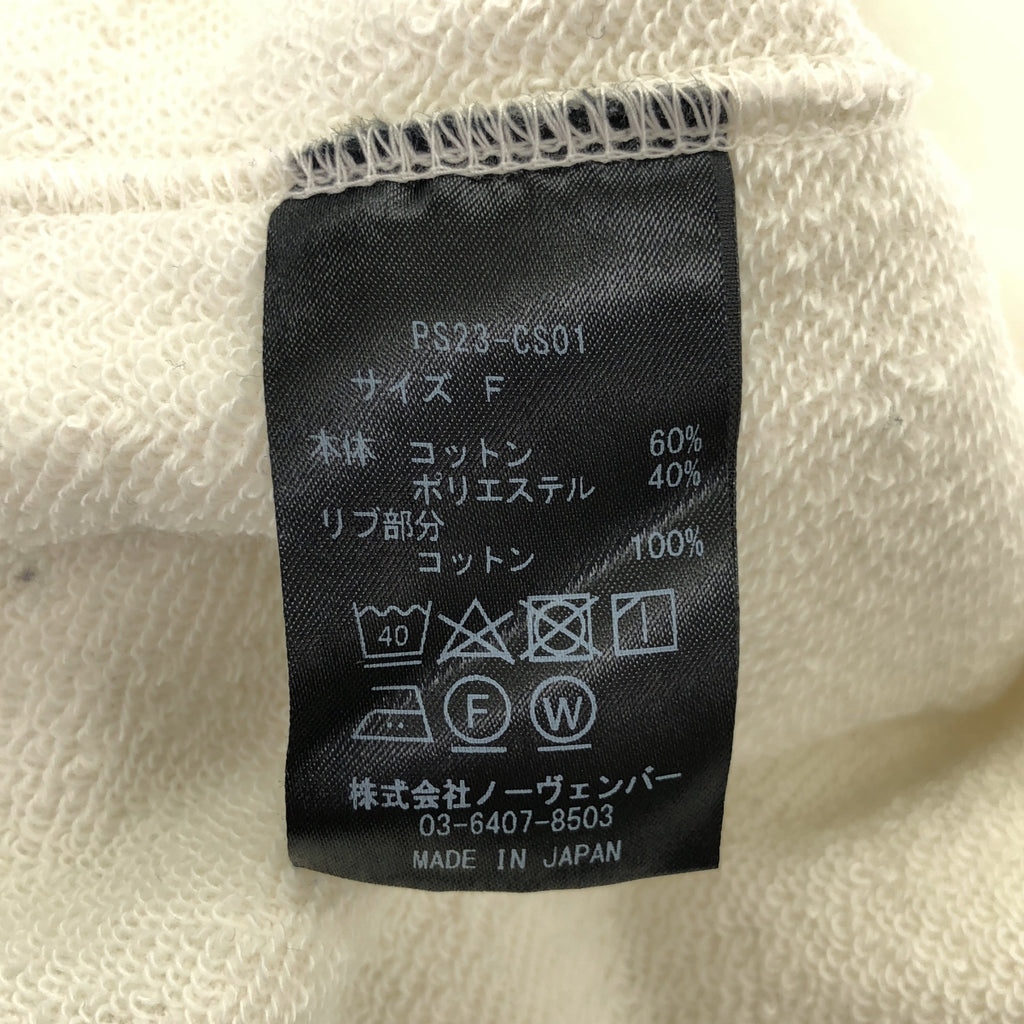 PS23-CS01
サイズ F
本体 コットン 60%
ポリエステル 40%
リブ部分
コットン 100%
40
F W
株式会社ノーヴェンバー
03-6407-8503
MADE IN JAPAN